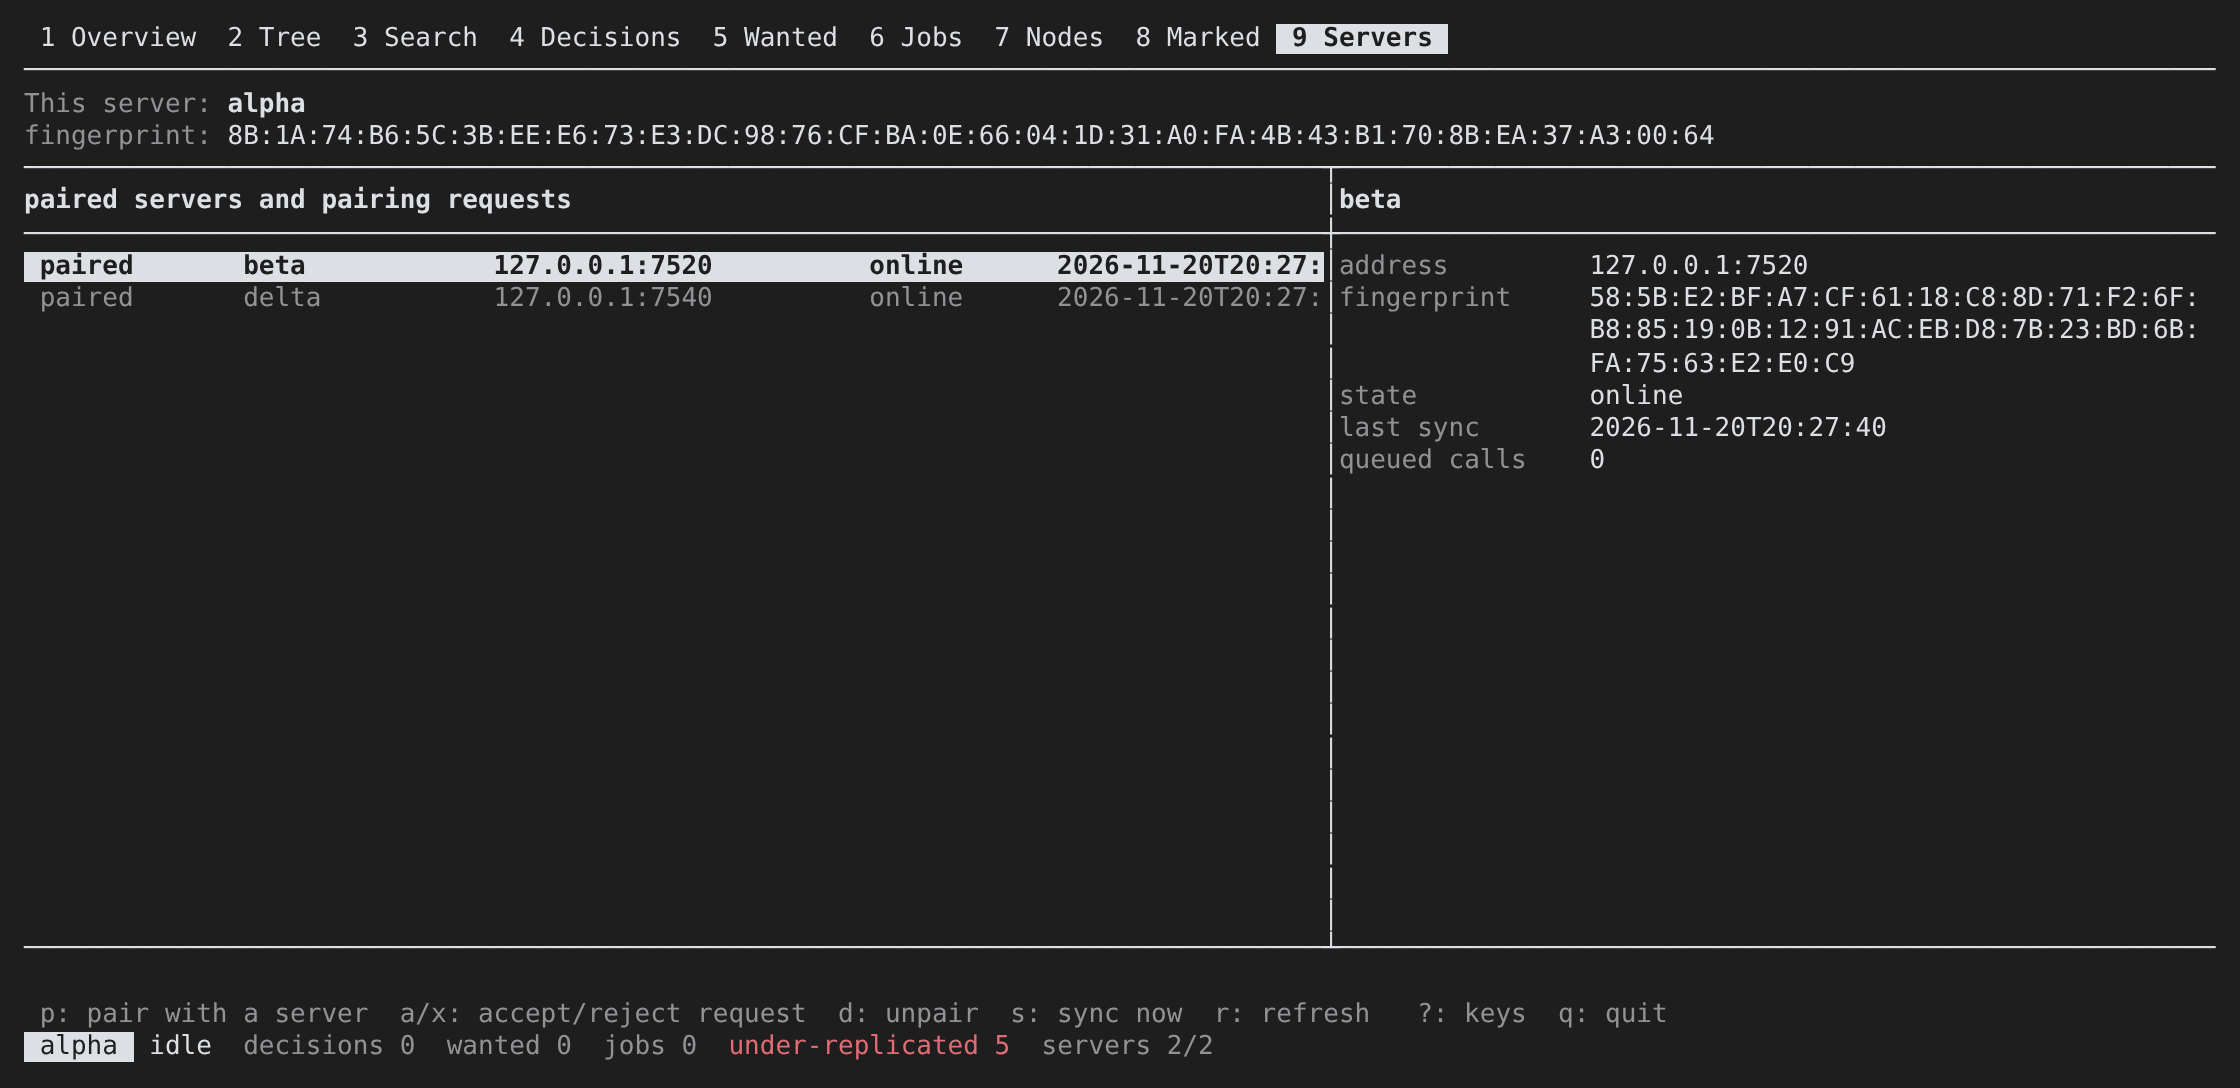 1 Overview  2 Tree  3 Search  4 Decisions  5 Wanted  6 Jobs  7 Nodes  8 Marked  9 Servers
This server: alpha
fingerprint: 8B:1A:74:B6:5C:3B:EE:E6:73:E3:DC:98:76:CF:BA:0E:66:04:1D:31:A0:FA:4B:43:B1:70:8B:EA:37:A3:00:64
paired servers and pairing requests
paired  beta  127.0.0.1:7520  online  2026-11-20T20:27:
paired  delta  127.0.0.1:7540  online  2026-11-20T20:27:
beta
address  127.0.0.1:7520
fingerprint  58:5B:E2:BF:A7:CF:61:18:C8:8D:71:F2:6F:
B8:85:19:0B:12:91:AC:EB:D8:7B:23:BD:6B:
FA:75:63:E2:E0:C9
state  online
last sync  2026-11-20T20:27:40
queued calls  0
p: pair with a server  a/x: accept/reject request  d: unpair  s: sync now  r: refresh  ?: keys  q: quit
alpha  idle  decisions 0  wanted 0  jobs 0  under-replicated 5  servers 2/2